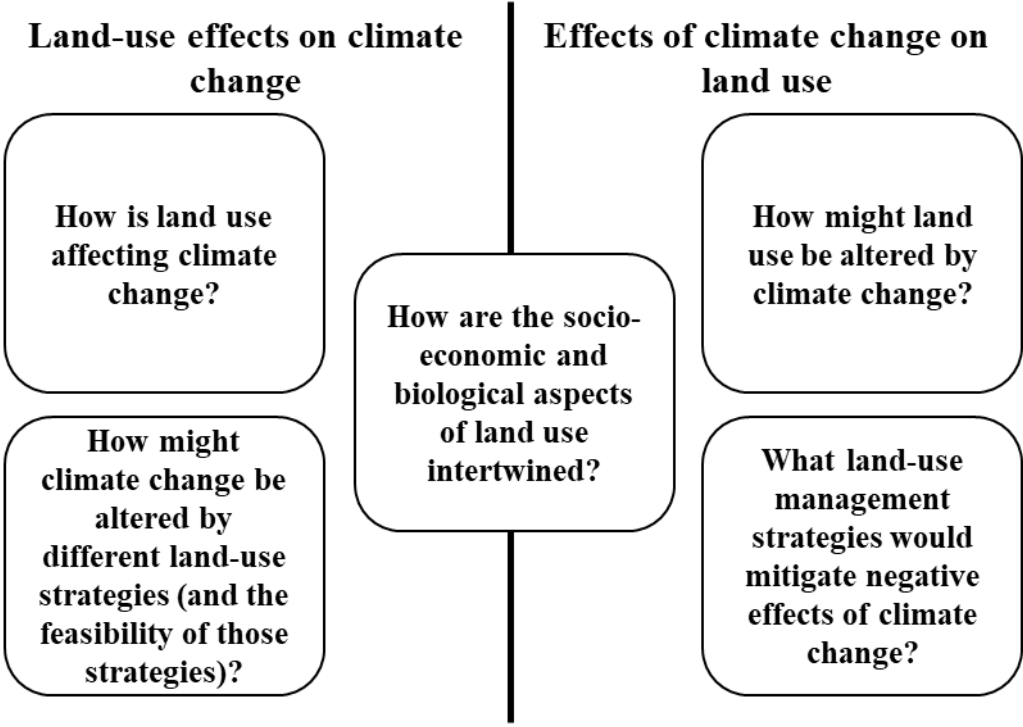 Land-use effects on climate
change
How is land use
affecting climate
change?
How might
climate change be
altered by
different land-use
strategies (and the
feasibility of those
strategies)?
How are the socio-
economic and
biological aspects
of land use
intertwined?
Effects of climate change on
land use
How might land
use be altered by
climate change?
What land-use
management
strategies would
mitigate negative
effects of climate
change?